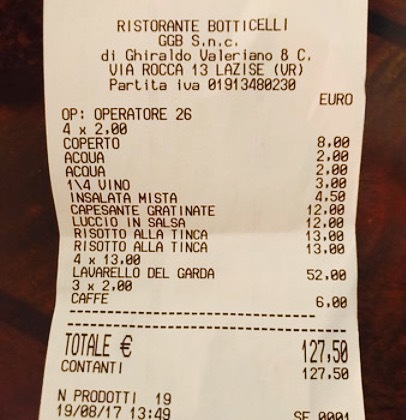 RISTORANTE BOTTICELLI
GGB S.n.c.
di Ghiraldo Valeriano & C.
VIA ROCCA 13 LAZISE (VR)
Partita iva 01913480230
EURO
OP: OPERATORE 26
4 x 2,00
COPERTO 8,00
ACQUA 2,00
ACQUA 2,00
1\4 VINO 3,00
INSALATA MISTA 4,50
CAPESANTE GRATINATE 12,00
LUCCIO IN SALSA 12,00
RISOTTO ALLA TINCA 13,00
RISOTTO ALLA TINCA 13,00
4 x 13,00
LAVARELLO DEL GARDA 52,00
3 x 2,00
CAFFE 6,00
TOTALE € 127,50
CONTANTI 127,50
N PRODOTTI 19
19/08/17 13:49 SF 0001